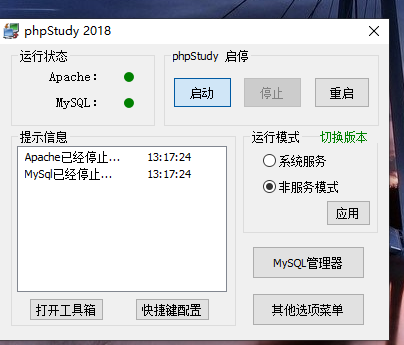 phpStudy 2018
运行状态
Apache:
MySQL:
phpStudy 启停
启动
停止
重启
提示信息
Apache已经停止... 13:17:24
MySql已经停止... 13:17:24
运行模式 切换版本
系统服务
非服务模式
应用
MySQL管理器
打开工具箱
快捷键配置
其他选项菜单